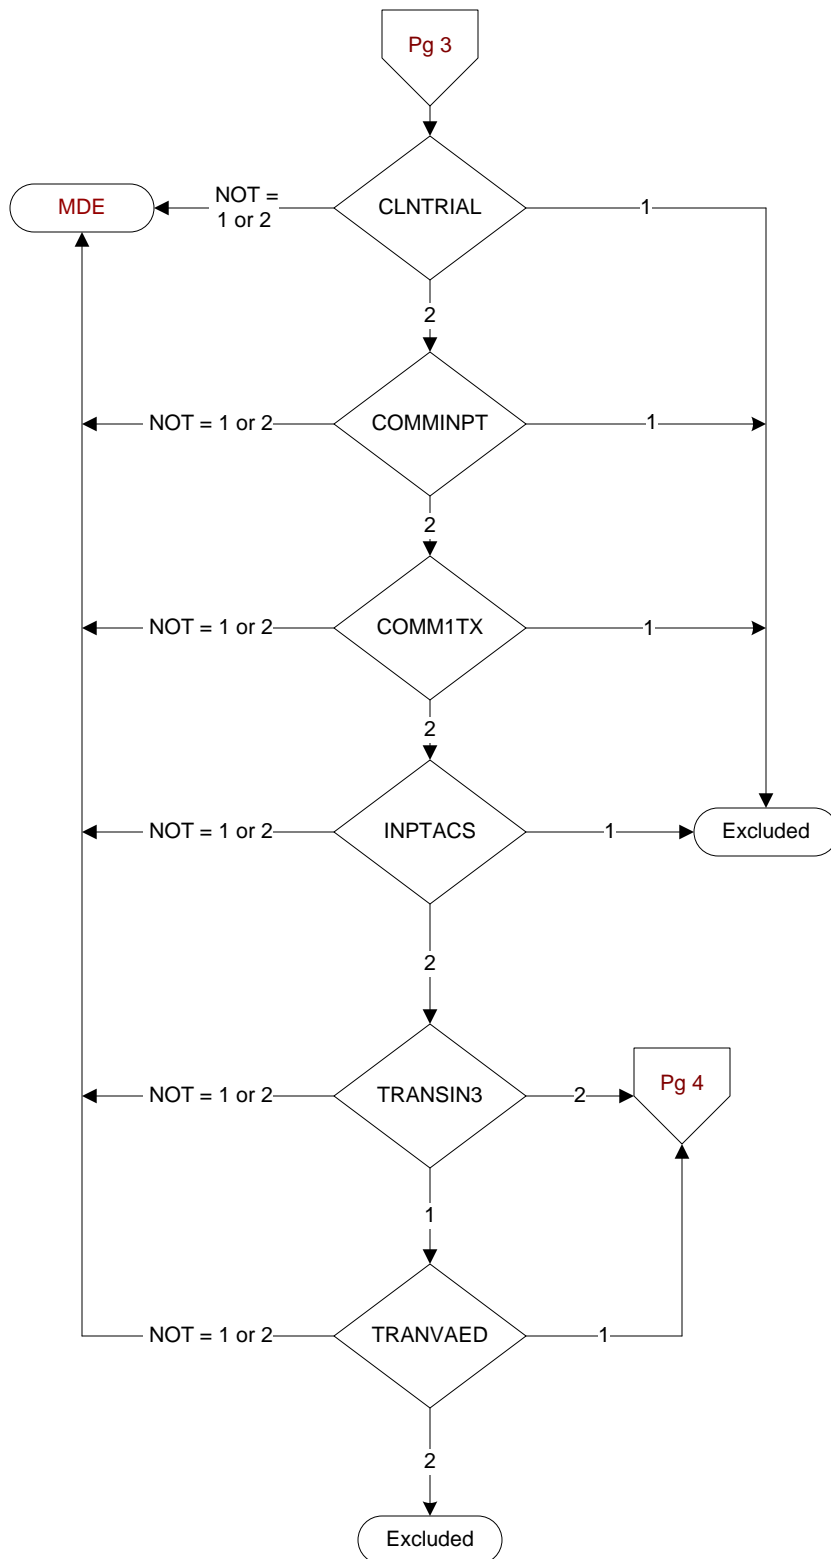 Pg 3
MDE
NOT =
1 or 2
CLNTRIAL
1
2
NOT = 1 or 2
COMMINPT
1
2
NOT = 1 or 2
COMM1TX
1
2
NOT = 1 or 2
INPTACS
1
Excluded
2
NOT = 1 or 2
TRANSIN3
2
Pg 4
1
NOT = 1 or 2
TRANVAED
1
2
Excluded